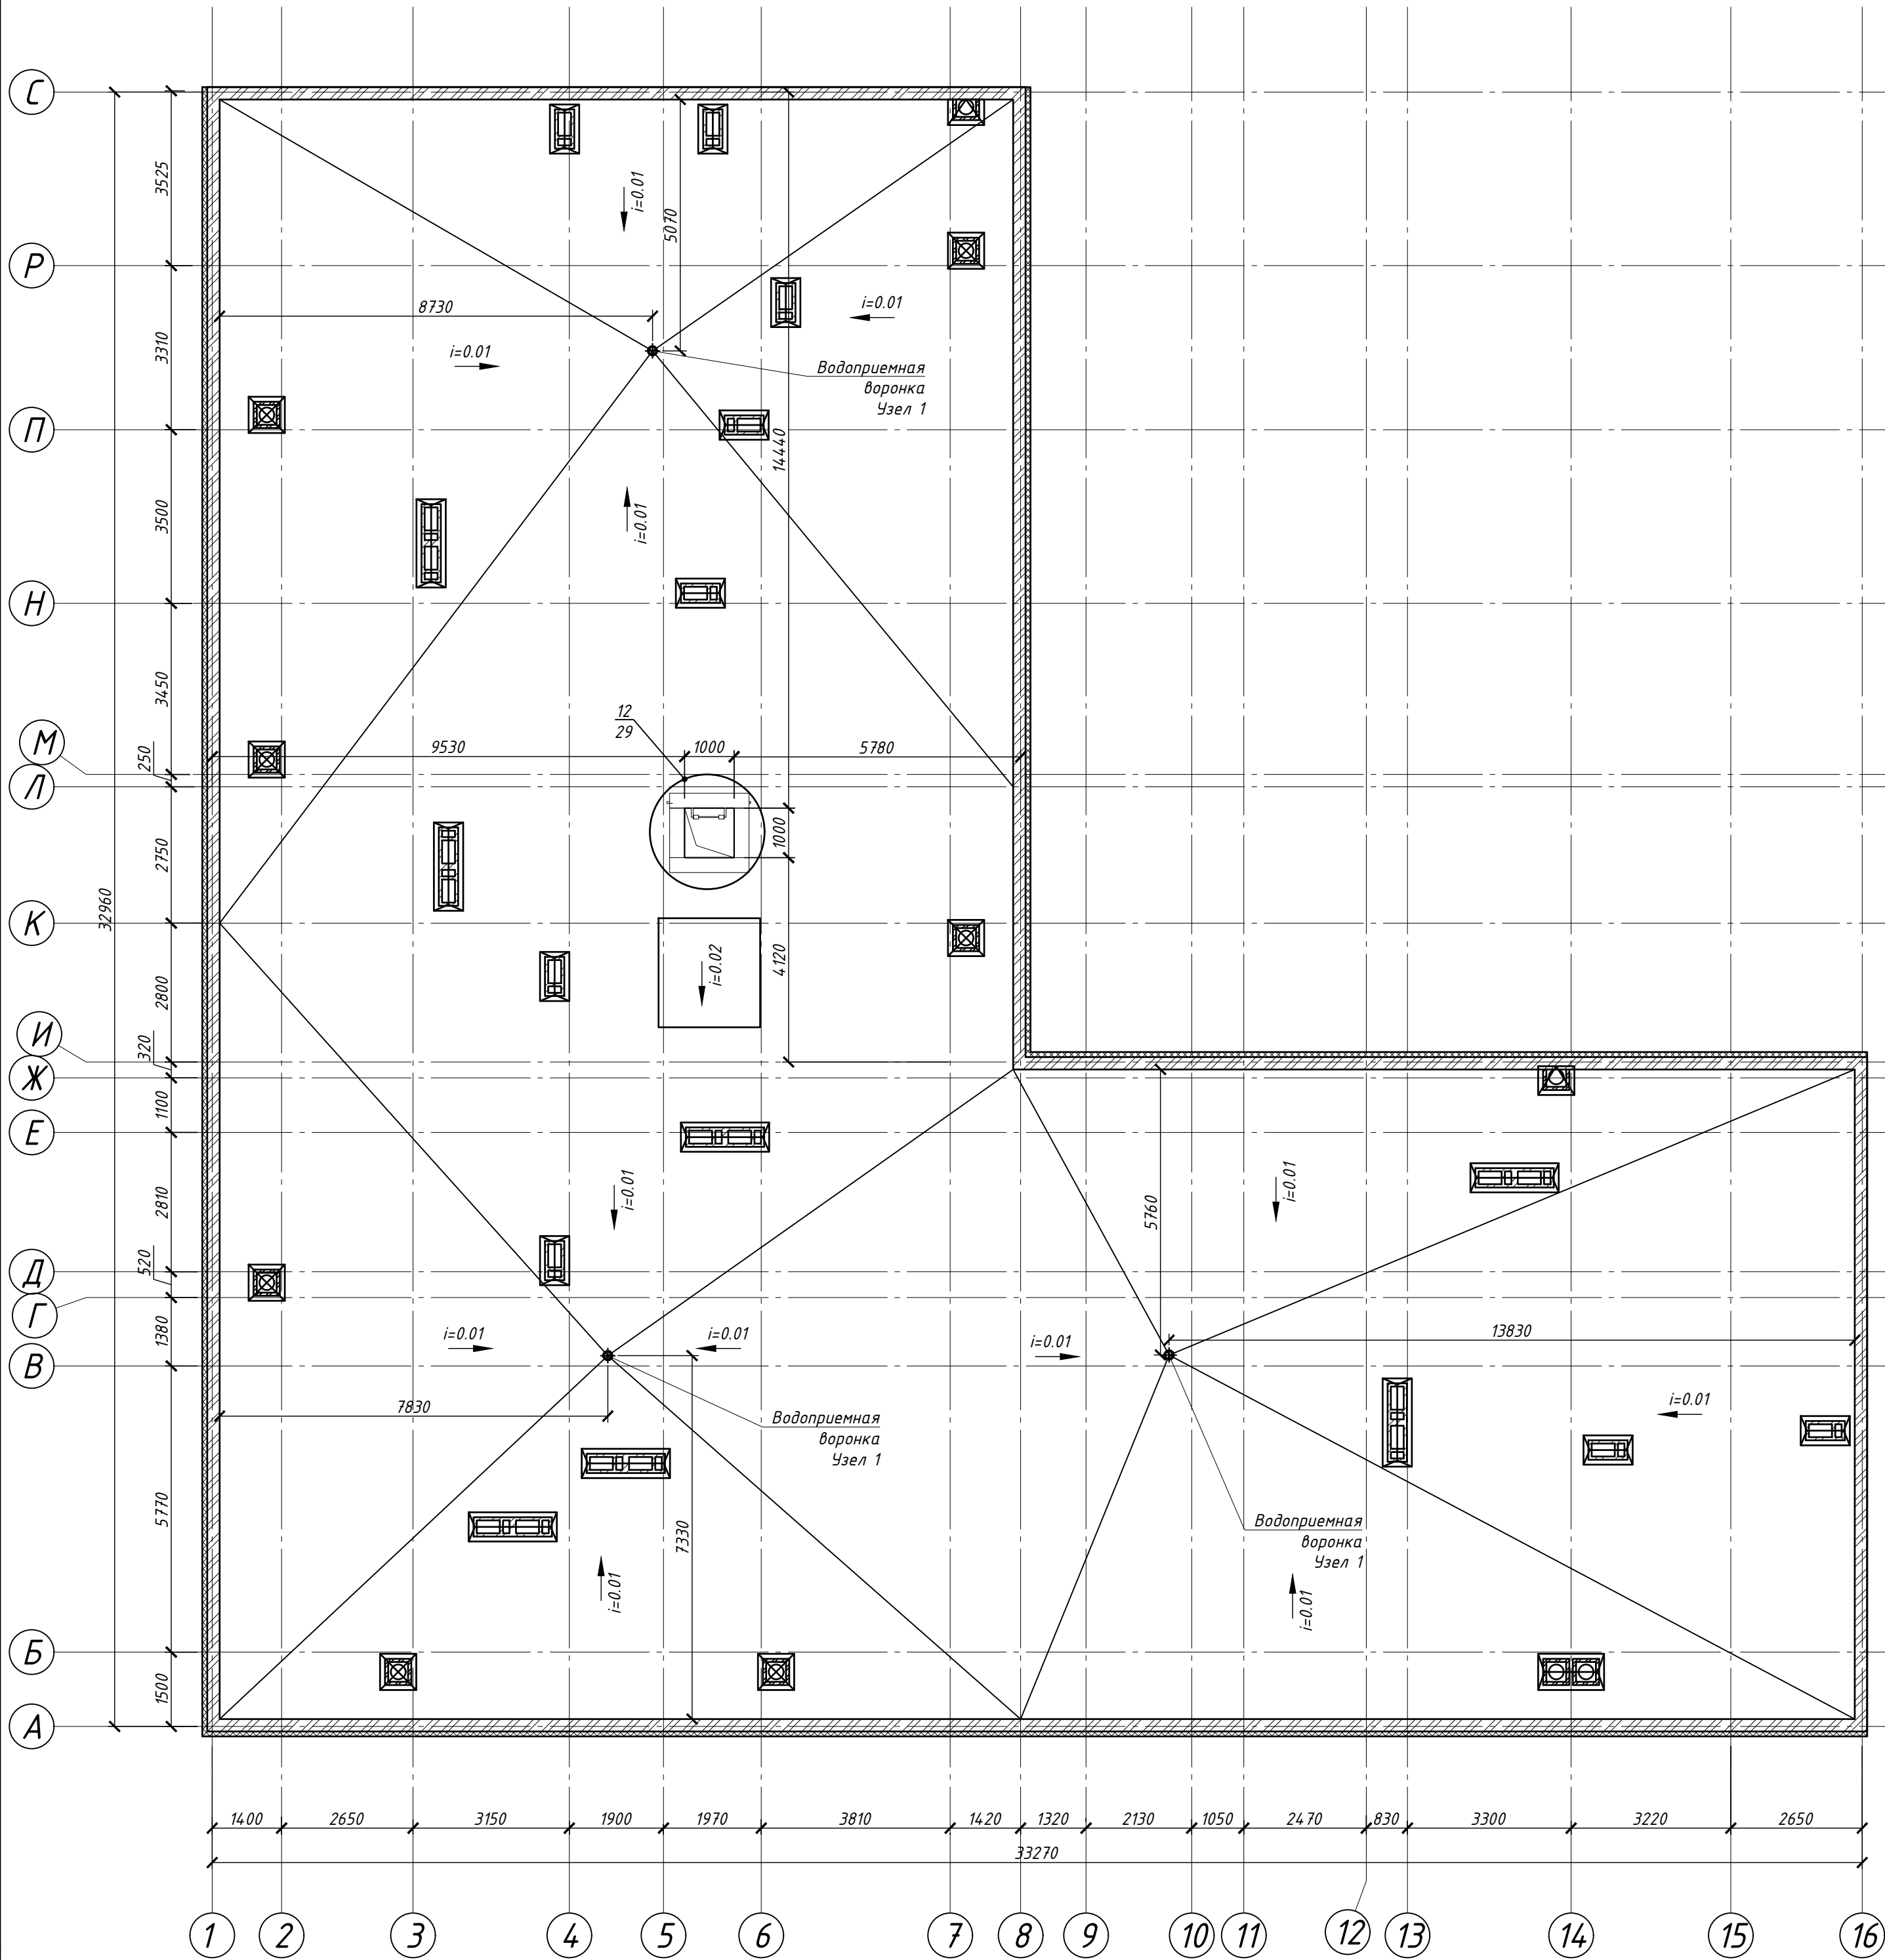 С
3525
i=0.01
5070
Р
8730
i=0.01
3310
i=0.01
Водоприемная
воронка
Узел 1
П
14440
3500
i=0.01
Н
3450
12
29
М
250
9530
1000
5780
Л
1000
2750
32960
К
4120
i=0.02
2800
И
320
Ж
1100
Е
i=0.01
i=0.01
5760
2810
Д
520
Г
1380
i=0.01
i=0.01
i=0.01
13830
В
7830
i=0.01
Водоприемная
воронка
Узел 1
5770
7330
Водоприемная
воронка
Узел 1
i=0.01
i=0.01
Б
1500
А
1400
2650
3150
1900
1970
3810
1420
1320
2130
1050
2470
830
3300
3220
2650
33270
1
2
3
4
5
6
7
8
9
10
11
12
13
14
15
16